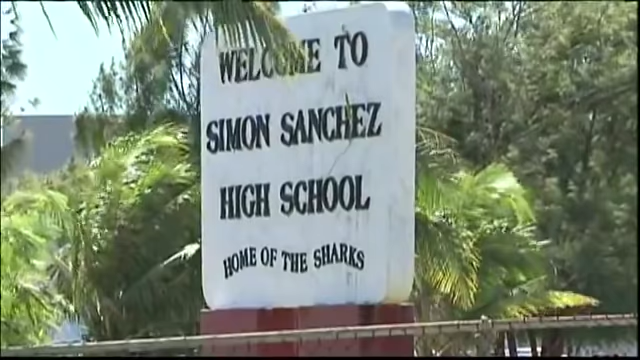 WELCOME TO
SIMON SANCHEZ
HIGH SCHOOL
HOME OF THE SHARKS